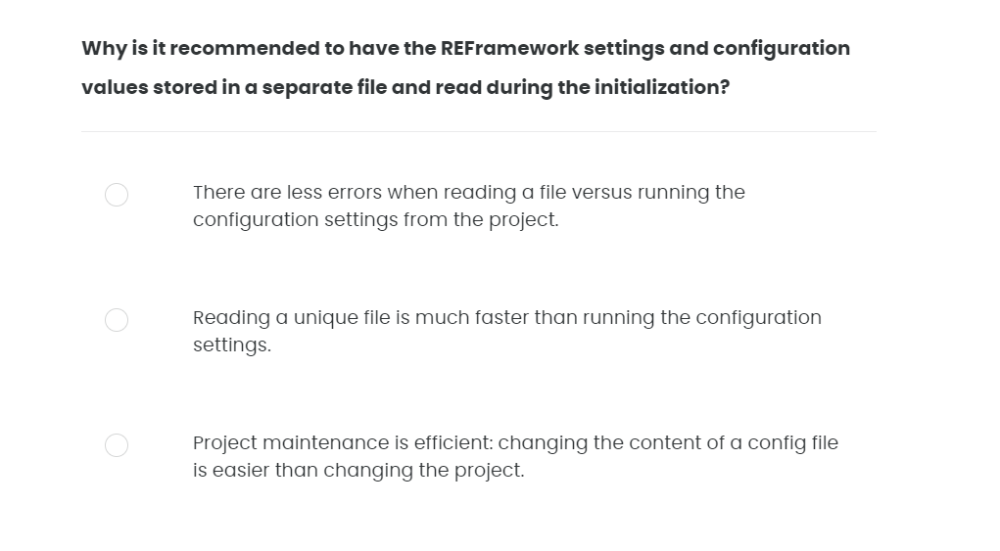 Why is it recommended to have the REFramework settings and configuration
values stored in a separate file and read during the initialization?
There are less errors when reading a file versus running the
configuration settings from the project.
Reading a unique file is much faster than running the configuration
settings.
Project maintenance is efficient: changing the content of a config file
is easier than changing the project.